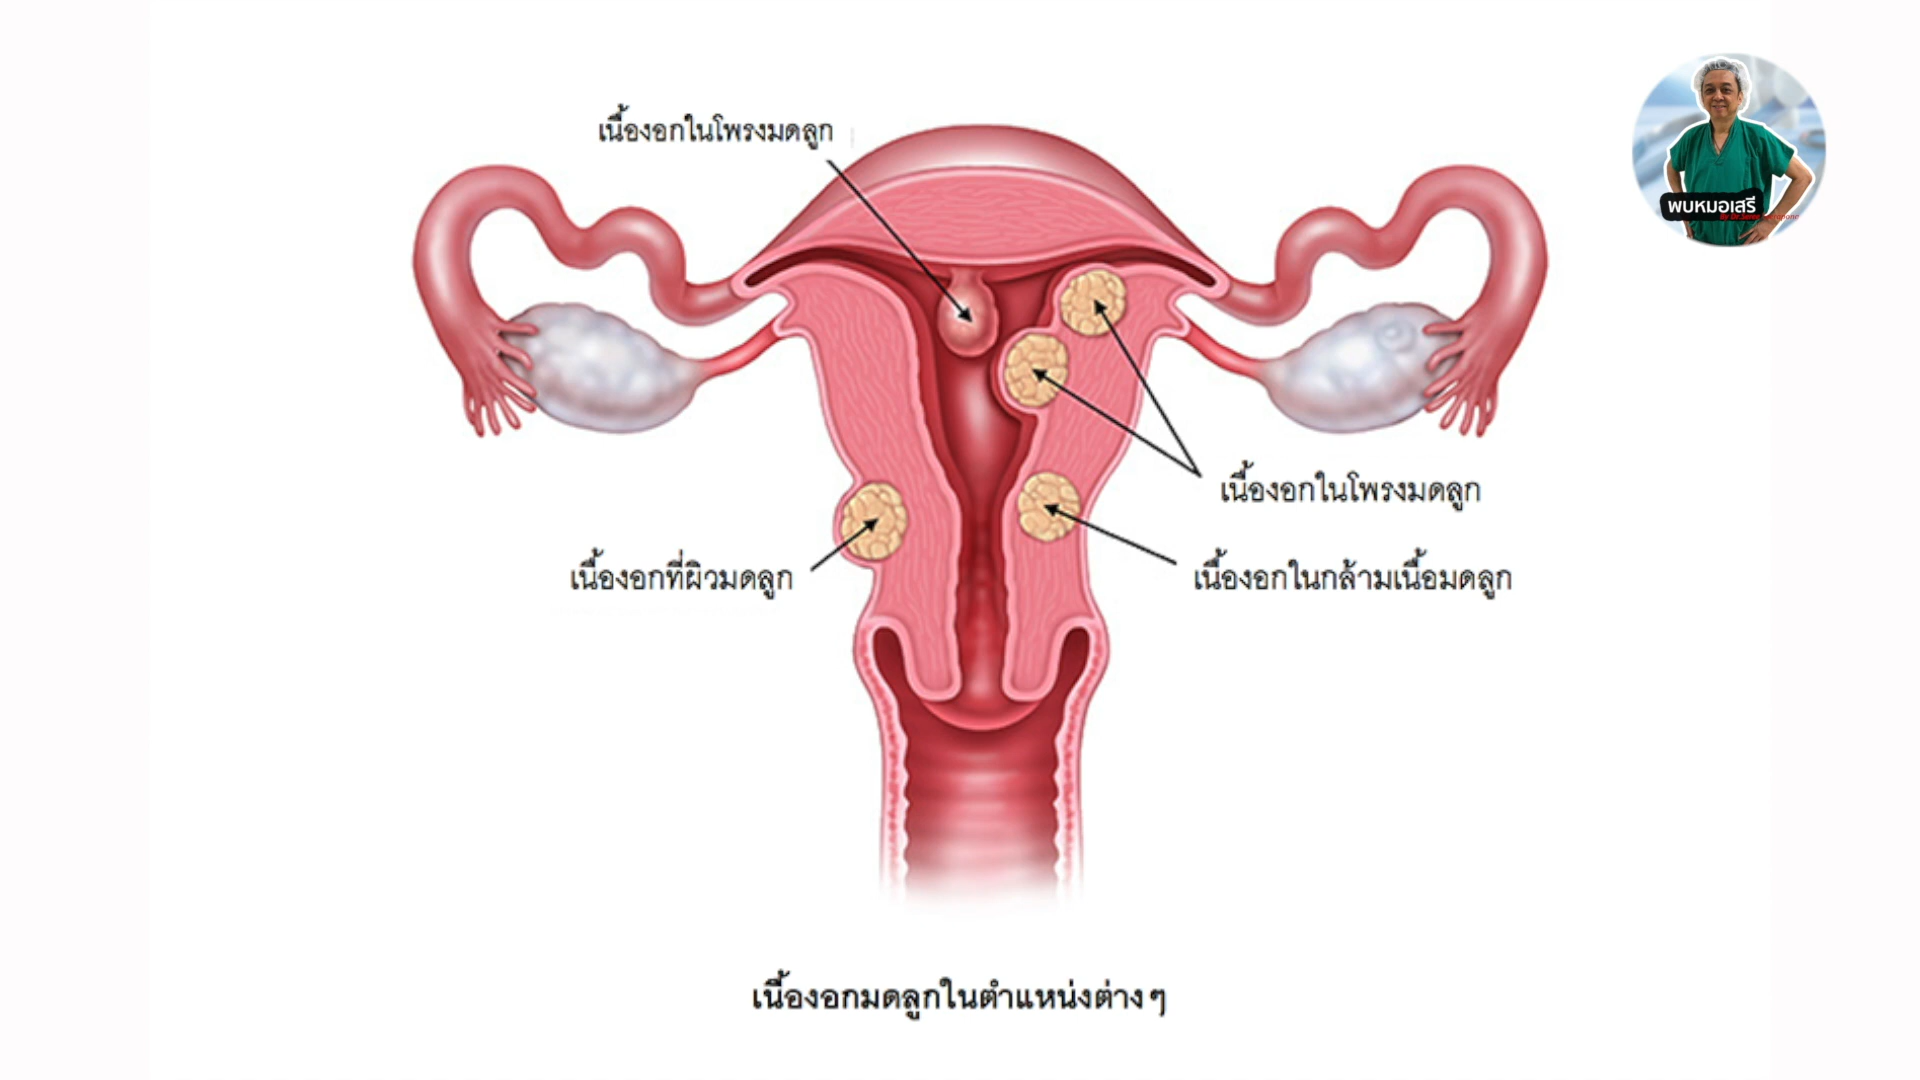 เนื้องอกในโพรงมดลูก
พบหมอเสรี
เนื้องอกในโพรงมดลูก
เนื้องอกที่ผิวมดลูก
เนื้องอกในกล้ามเนื้อมดลูก
เนื้องอกมดลูกในตำแหน่งต่างๆ